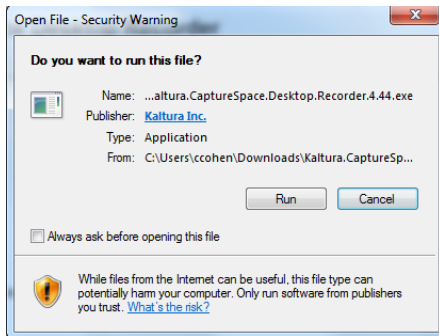 Open File - Security Warning
Do you want to run this file?
Name: ...altura.CaptureSpace.Desktop.Recorder.4.44.exe
Publisher: Kaltura Inc.
Type: Application
From: C:\Users\ccohen\Downloads\Kaltura.CaptureSp...
Run Cancel
Always ask before opening this file
While files from the Internet can be useful, this file type can
potentially harm your computer. Only run software from publishers
you trust. What's the risk?